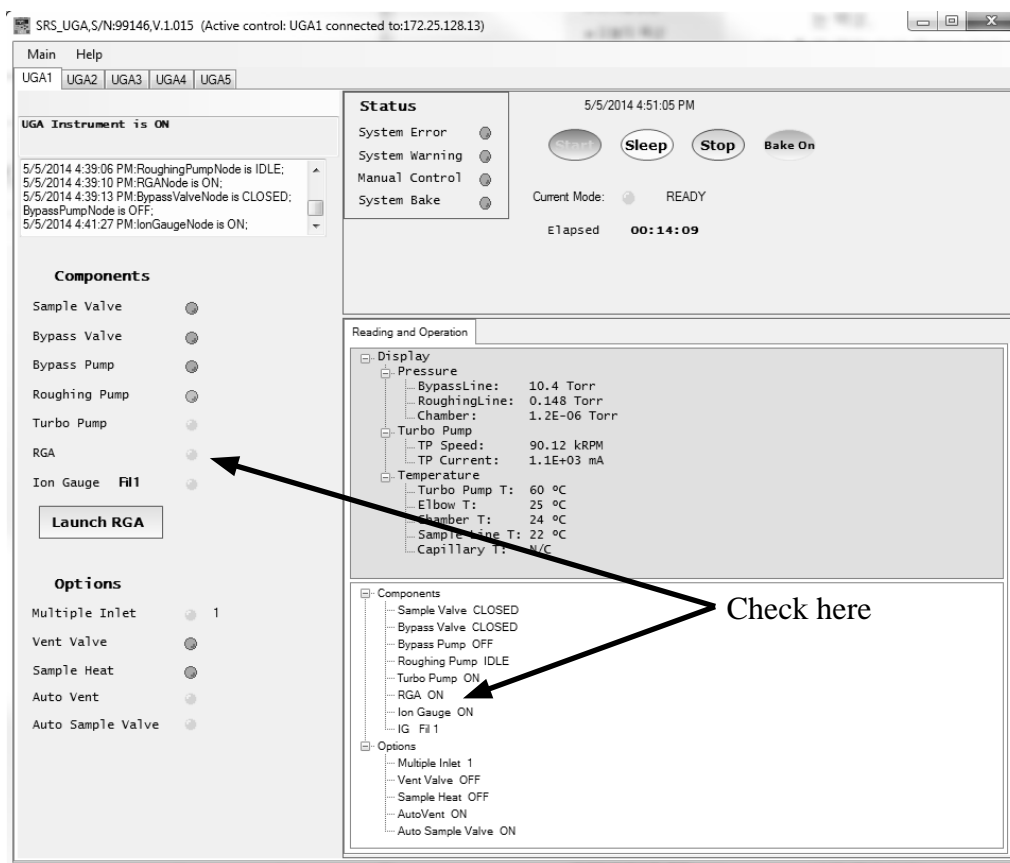 SRS_UGA,S/N:99146,V.1.015 (Active control: UGA1 connected to:172.25.128.13)
Main Help
UGA1 UGA2 UGA3 UGA4 UGA5
UGA Instrument is ON
5/5/2014 4:39:06 PM:RoughingPumpNode is IDLE;
5/5/2014 4:39:10 PM:RGANode is ON;
5/5/2014 4:39:13 PM:BypassValveNode is CLOSED;
BypassPumpNode is OFF;
5/5/2014 4:41:27 PM:IonGaugeNode is ON;
Components
Sample Valve
Bypass Valve
Bypass Pump
Roughing Pump
Turbo Pump
RGA
Ion Gauge Fil1
Launch RGA
Options
Multiple Inlet 1
Vent Valve
Sample Heat
Auto Vent
Auto Sample Valve
Status
System Error
System Warning
Manual Control
System Bake
5/5/2014 4:51:05 PM
Start Sleep Stop Bake On
Current Mode: READY
Elapsed 00:14:09
Reading and Operation
Display
Pressure
BypassLine: 10.4 Torr
RoughingLine: 0.148 Torr
Chamber: 1.2E-06 Torr
Turbo Pump
TP Speed: 90.12 kRPM
TP Current: 1.1E+03 mA
Temperature
Turbo Pump T: 60 ºC
Elbow T: 25 ºC
Chamber T: 24 ºC
Sample Line T: 22 ºC
Capillary T: N/C
Components
Sample Valve CLOSED
Bypass Valve CLOSED
Bypass Pump OFF
Roughing Pump IDLE
Turbo Pump ON
RGA ON
Ion Gauge ON
IG Fil 1
Options
Multiple Inlet 1
Vent Valve OFF
Sample Heat OFF
AutoVent ON
Auto Sample Valve ON
Check here